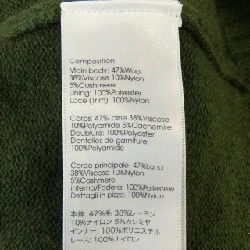 Composition:
Main body: 47%Wool
38%Viscose 10%Nylon
5%Cashmere
Lining: 100%Polyester
Lace (trim): 100%Nylon
Corps: 47%Laine 38%Viscose
10%Polyamide 5%Cachemire
Doublure: 100%Polyester
Dentelles de garniture:
100%Polyamide
Corpo principale: 47%Lana
38%Viscosa 10%Nylon
5%Cashmere
Interno/Fodera: 100%Poliestere
Dettagli in pizzo: 100%Nylon
本体: 47%毛 38%レーヨン
10%ナイロン 5%カシミヤ
インナー: 100%ポリエステル
レース: 100%ナイロン